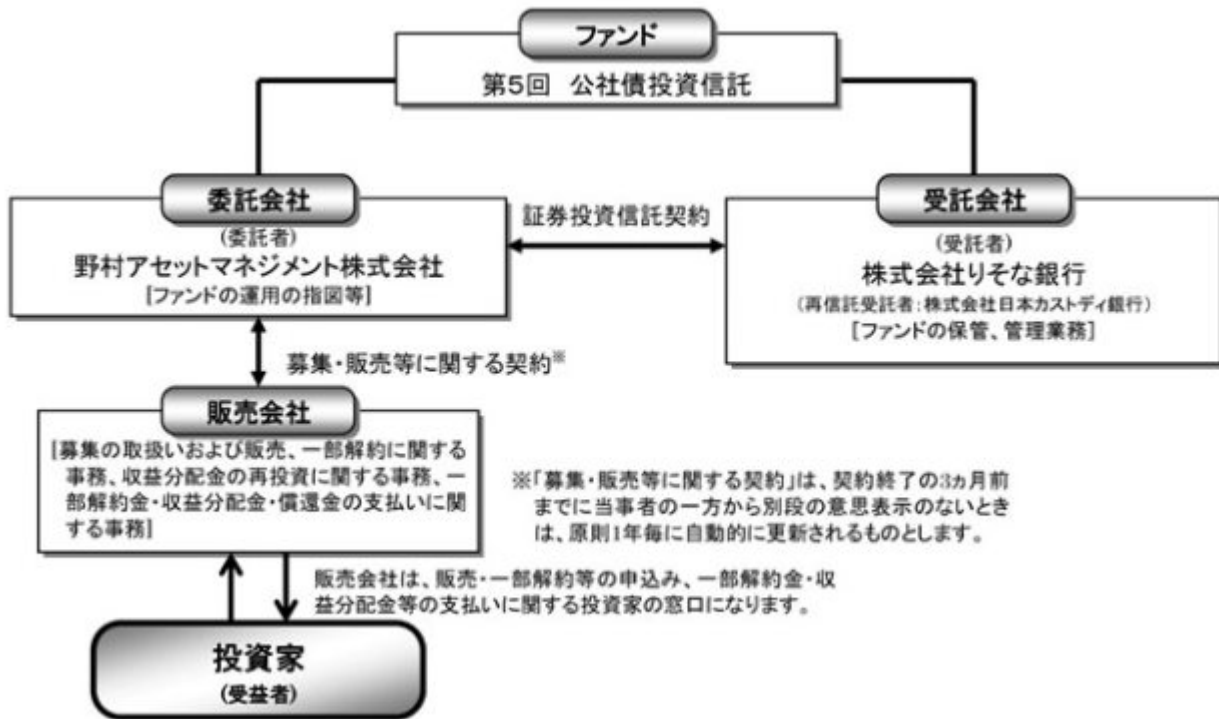 ファンド
第5回 公社債投資信託
委託会社
(委託者)
野村アセットマネジメント株式会社
[ファンドの運用の指図等]
証券投資信託契約
受託会社
(受託者)
株式会社りそな銀行
(再信託受託者:株式会社日本カストディ銀行)
[ファンドの保管、管理業務]
募集・販売等に関する契約※
販売会社
[募集の取扱いおよび販売、一部解約に関する
事務、収益分配金の再投資に関する事務、一
部解約金・収益分配金・償還金の支払いに関
する事務]
※「募集・販売等に関する契約」は、契約終了の3ヵ月前
までに当事者の一方から別段の意思表示のないとき
は、原則1年毎に自動的に更新されるものとします。
販売会社は、販売・一部解約等の申込み、一部解約金・収
益分配金等の支払いに関する投資家の窓口になります。
投資家
(受益者)